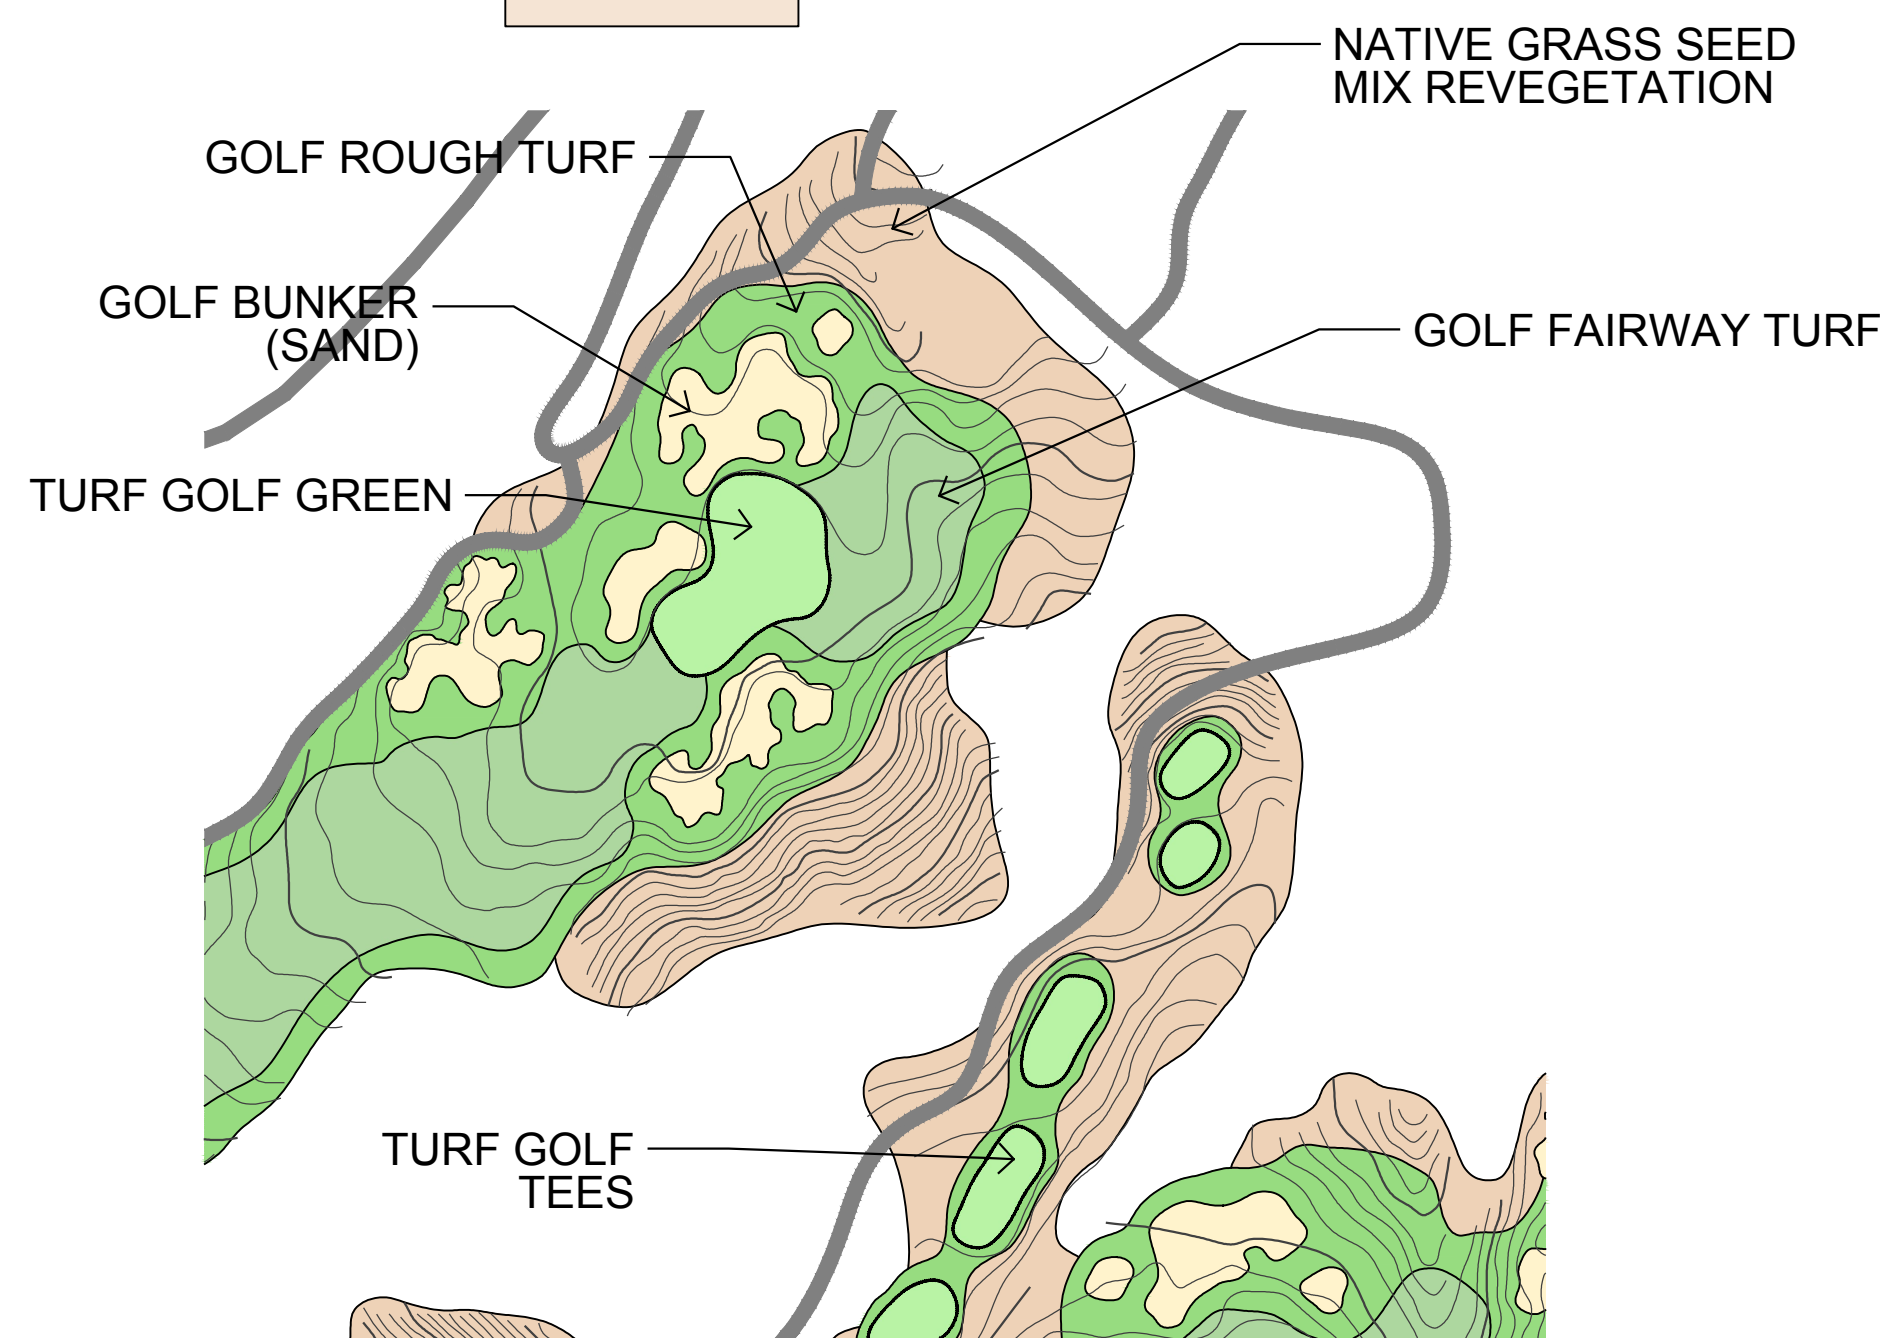 NATIVE GRASS SEED
MIX REVEGETATION
GOLF ROUGH TURF
GOLF BUNKER
(SAND)
GOLF FAIRWAY TURF
TURF GOLF GREEN
TURF GOLF
TEES